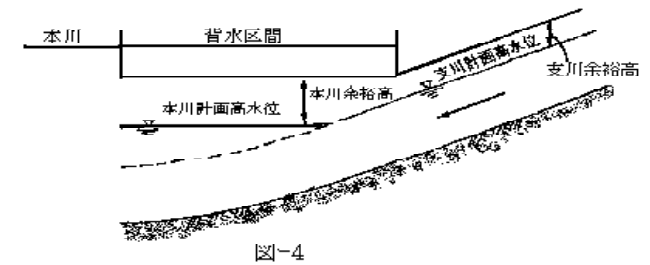 本川
背水区間
支川計画高水位
支川余裕高
本川余裕高
本川計画高水位
図-4